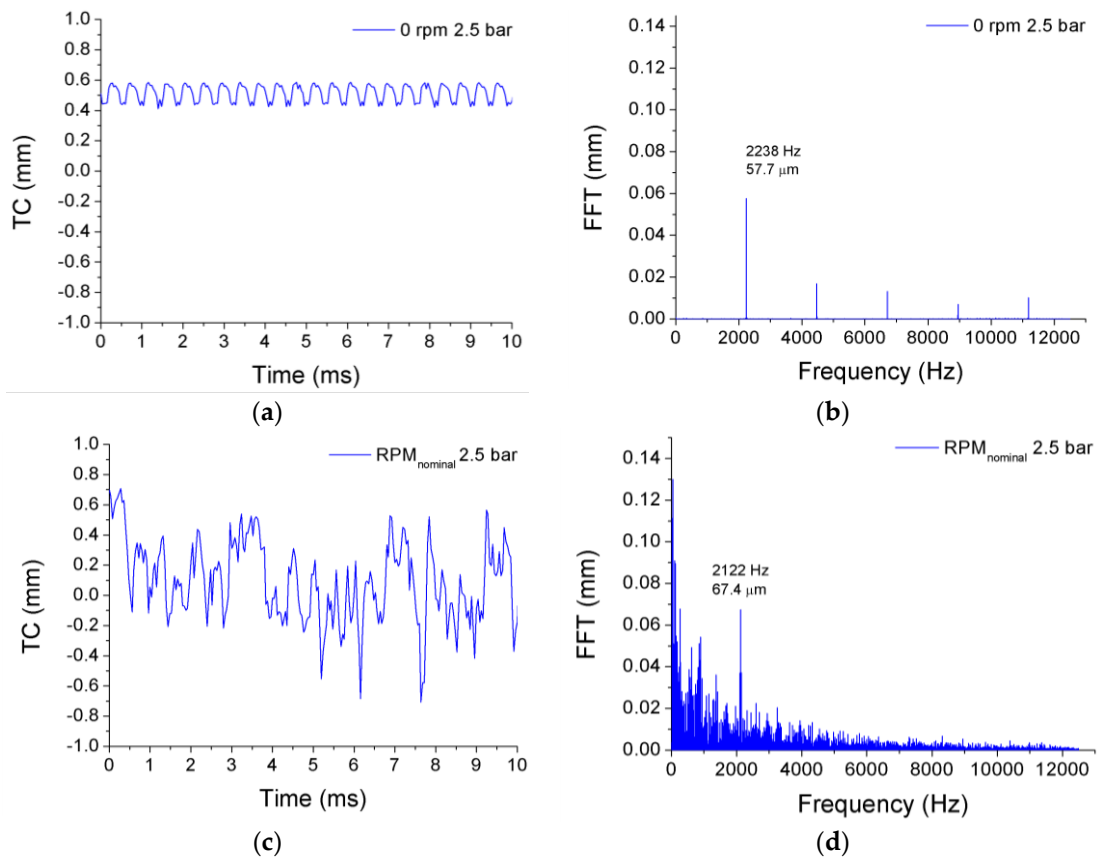 0 rpm 2.5 bar
1.0
0.8
0.6
0.4
0.2
0.0
-0.2
-0.4
-0.6
-0.8
-1.0
TC (mm)
0 1 2 3 4 5 6 7 8 9 10
Time (ms)
(a)
0 rpm 2.5 bar
0.14
0.12
0.10
0.08
0.06
0.04
0.02
0.00
FFT (mm)
2238 Hz
57.7 μm
0 2000 4000 6000 8000 10000 12000
Frequency (Hz)
(b)
RPMnominal 2.5 bar
1.0
0.8
0.6
0.4
0.2
0.0
-0.2
-0.4
-0.6
-0.8
-1.0
TC (mm)
0 1 2 3 4 5 6 7 8 9 10
Time (ms)
(c)
RPMnominal 2.5 bar
0.14
0.12
0.10
0.08
0.06
0.04
0.02
0.00
FFT (mm)
2122 Hz
67.4 μm
0 2000 4000 6000 8000 10000 12000
Frequency (Hz)
(d)